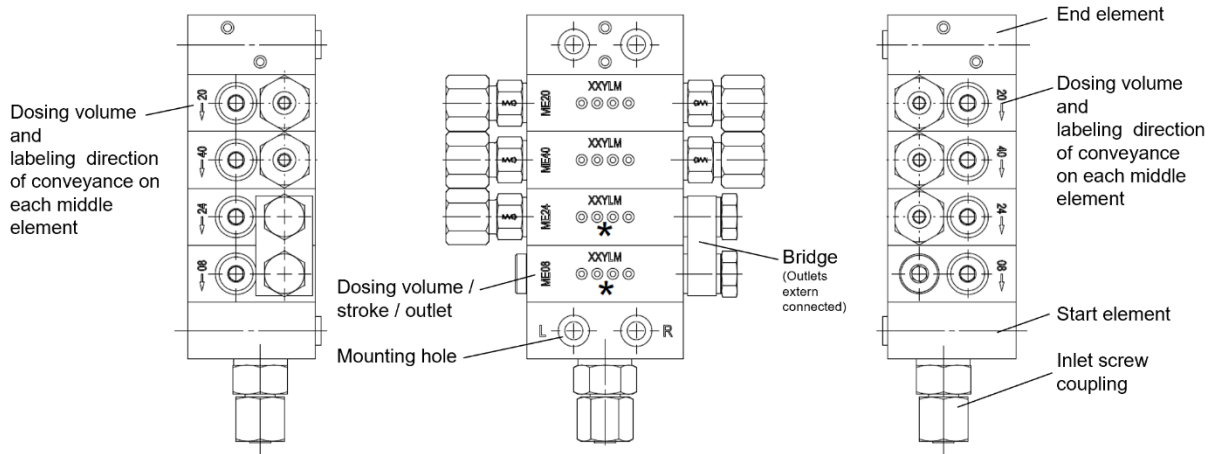 Dosing volume
and
labeling direction
of conveyance on
each middle
element
20
40
24
08
XXYLM
ME20
XXYLM
ME40
XXYLM
ME24
*
XXYLM
ME08
*
L
R
Dosing volume /
stroke / outlet
Mounting hole
Bridge
(Outlets
extern
connected)
20
40
24
08
End element
Dosing volume
and
labeling direction
of conveyance
on each middle
element
Start element
Inlet screw
coupling